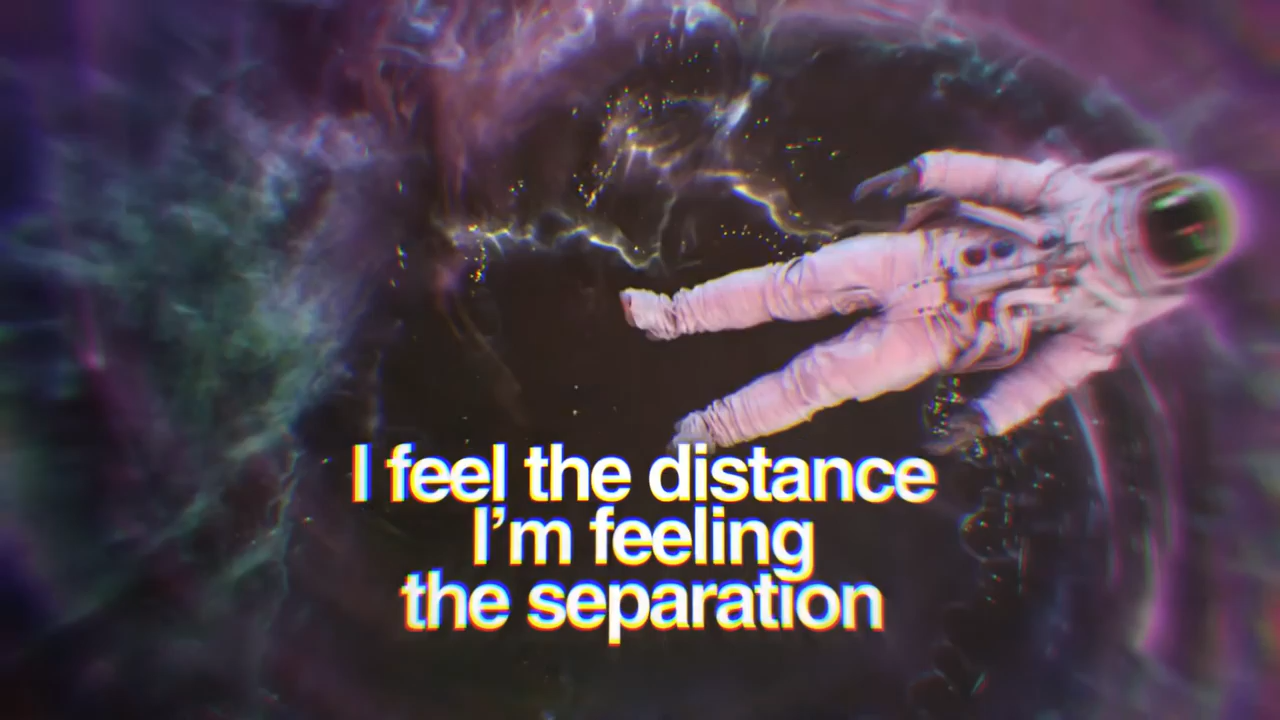 I feel the distance
I’m feeling
the separation